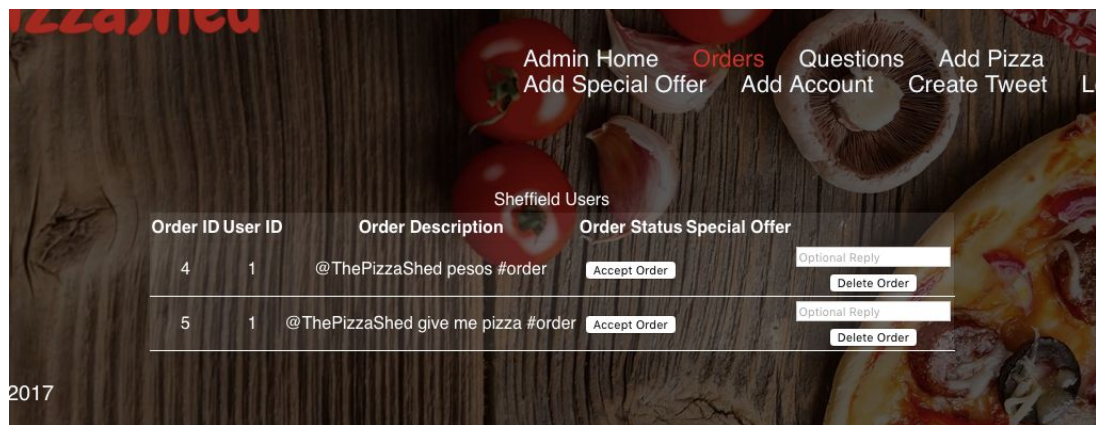 Admin Home Orders Questions Add Pizza
Add Special Offer Add Account Create Tweet
Sheffield Users
Order ID User ID Order Description Order Status Special Offer
4 1 @ThePizzaShed pesos #order Accept Order Optional Reply
Delete Order
5 1 @ThePizzaShed give me pizza #order Accept Order Optional Reply
Delete Order
2017